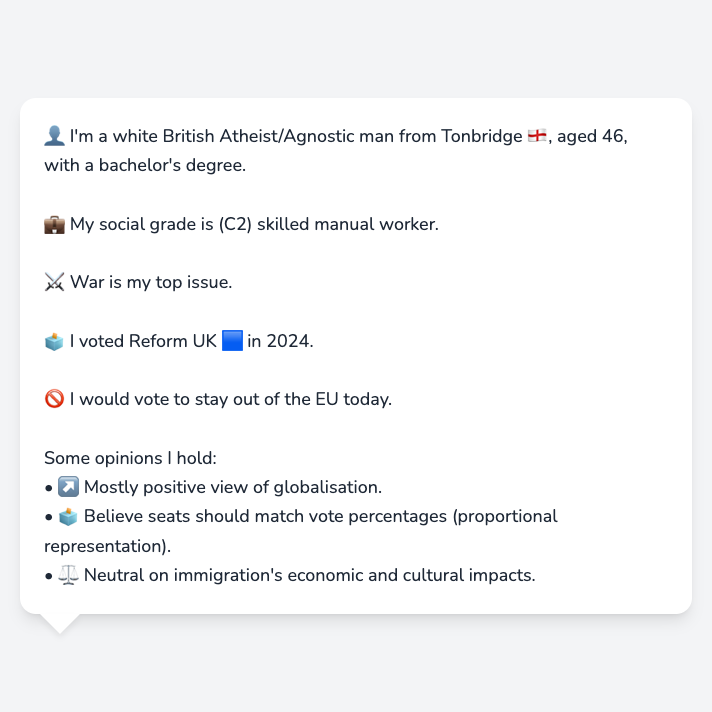 👤 I'm a white British Atheist/Agnostic man from Tonbridge 🏴󠁧󠁢󠁥󠁮󠁧󠁿, aged 46,
with a bachelor's degree.
💼 My social grade is (C2) skilled manual worker.
⚔️ War is my top issue.
🗳️ I voted Reform UK 🟦 in 2024.
🚫 I would vote to stay out of the EU today.
Some opinions I hold:
• ↗️ Mostly positive view of globalisation.
• 🗳️ Believe seats should match vote percentages (proportional
representation).
• ⚖️ Neutral on immigration's economic and cultural impacts.